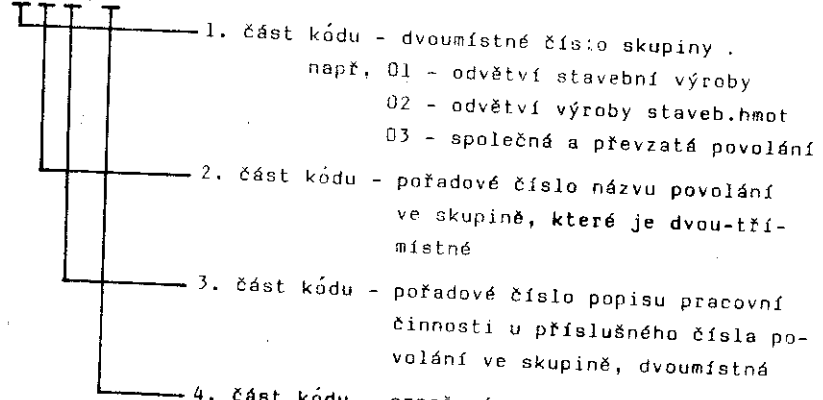 1. část kódu - dvoumístné číslo skupiny .
např. 01 - odvětví stavební výroby
02 - odvětví výroby staveb.hmot
03 - společná a převzatá povolání
2. část kódu - pořadové číslo názvu povolání
ve skupině, které je dvou-tří-
místné
3. část kódu - pořadové číslo popisu pracovní
činnosti u příslušného čísla po-
volání ve skupině, dvoumístná
4. část kódu -